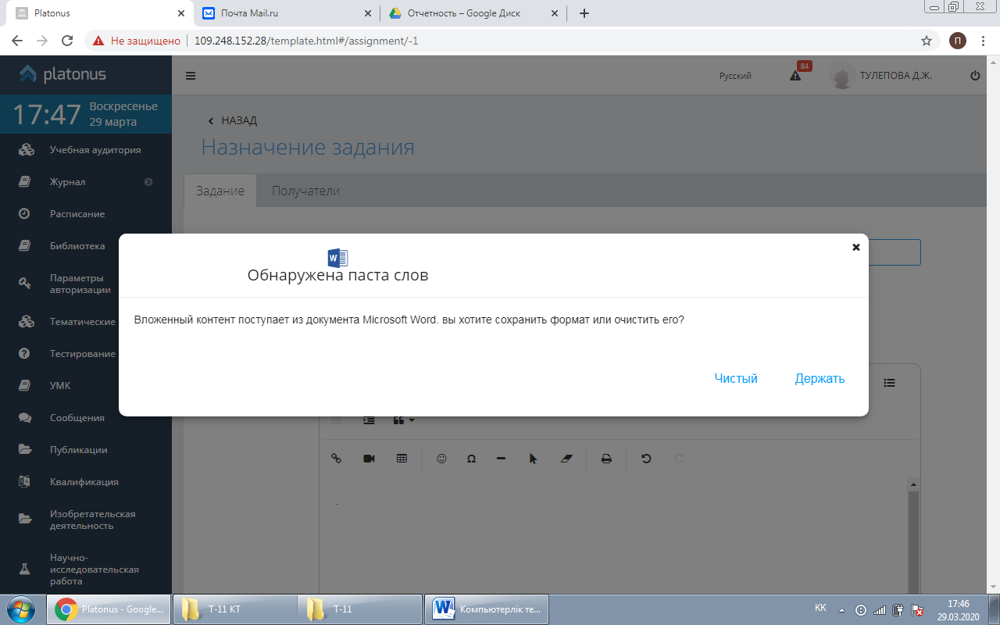 Platonus
Почта Mail.ru
Отчетность – Google Диск
Не защищено
109.248.152.28/template.html#/assignment/-1
П
platonus
Русский
84
ТУЛЕПОВА Д.Ж.
17:47
Воскресенье
29 марта
НАЗАД
Назначение задания
Задание
Получатели
Учебная аудитория
Журнал
Расписание
Библиотека
Параметры
авторизации
Тематические
Тестирование
УМК
Сообщения
Публикации
Квалификация
Изобретательская
деятельность
Научно-
исследовательская
работа
W
Обнаружена паста слов
Вложенный контент поступает из документа Microsoft Word. вы хотите сохранить формат или очистить его?
Чистый
Держать
Platonus - Google...
Т-11 КТ
Т-11
Компьютерлік те...
KK
17:46
29.03.2020